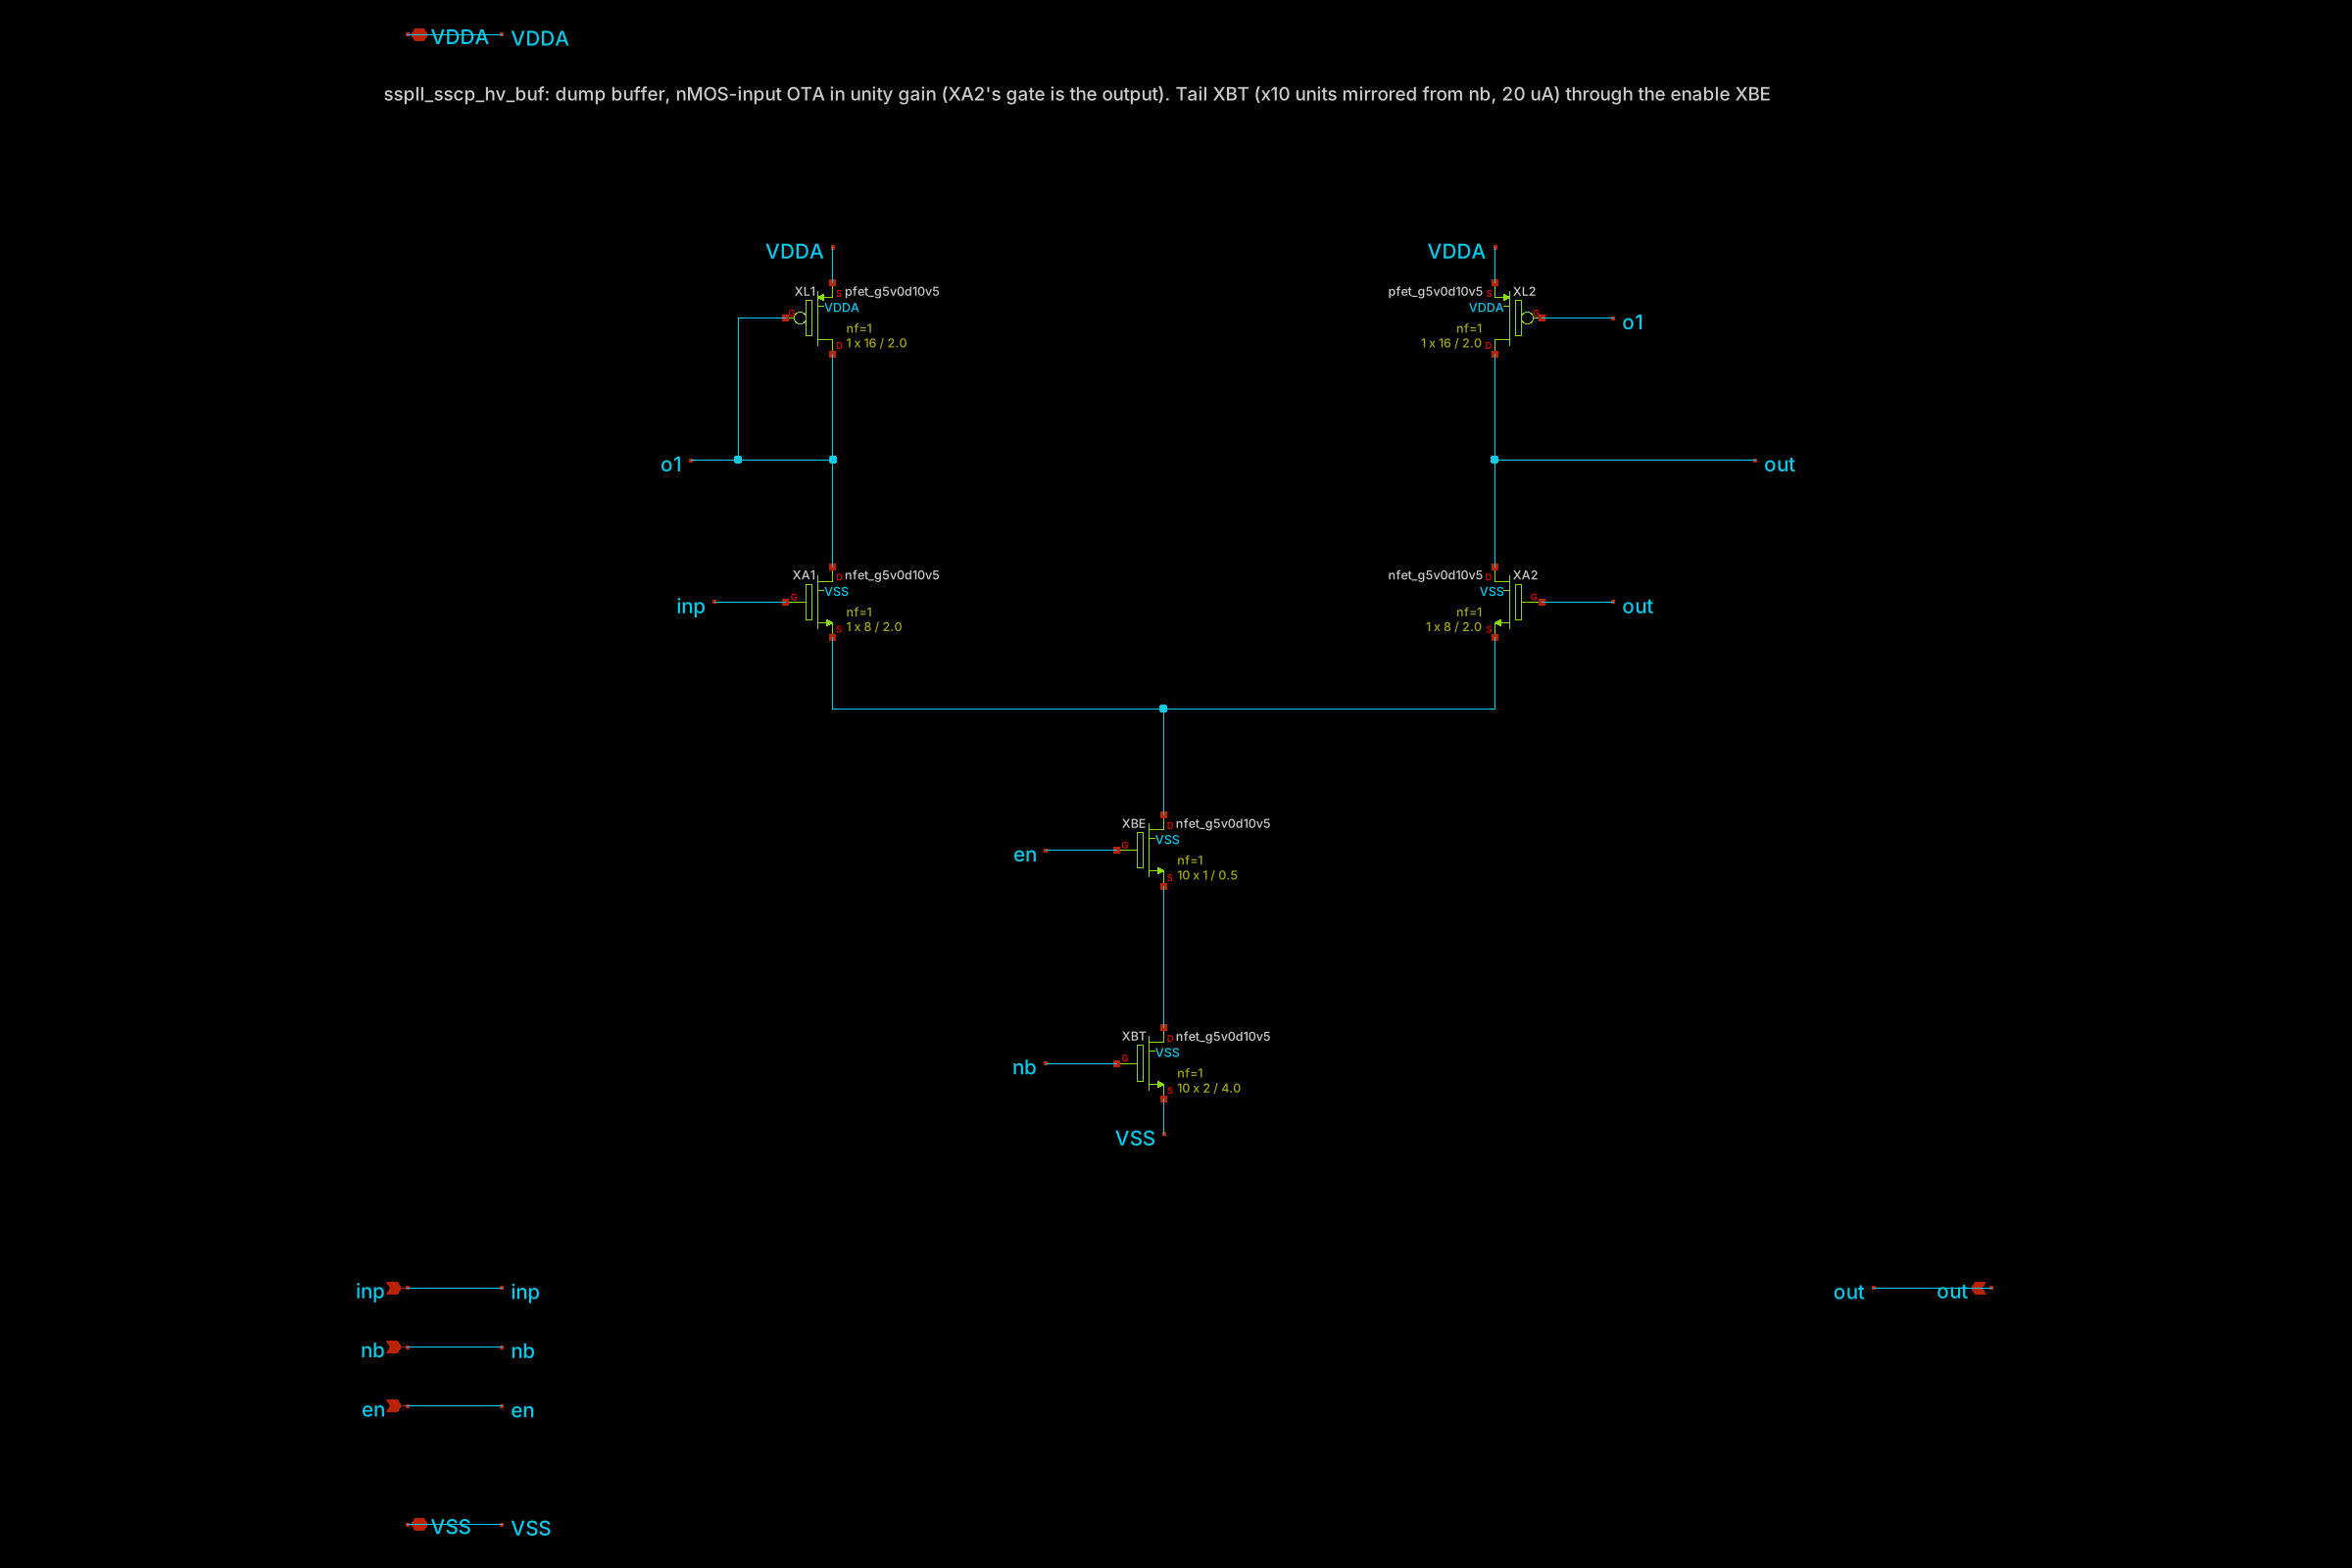 VDDA VDDA
sspll_sscp_hv_buf: dump buffer, nMOS-input OTA in unity gain (XA2's gate is the output). Tail XBT (x10 units mirrored from nb, 20 uA) through the enable XBE
VDDA VDDA
XL1 S pfet_g5v0d10v5 pfet_g5v0d10v5 S XL2
G VDDA VDDA G
o1
nf=1 nf=1
D 1 x 16 / 2.0 1 x 16 / 2.0 D
o1 out
XA1 D nfet_g5v0d10v5 nfet_g5v0d10v5 D XA2
G VSS VSS G
inp out
nf=1 nf=1
S 1 x 8 / 2.0 1 x 8 / 2.0 S
XBE D nfet_g5v0d10v5
G VSS
en
nf=1
S 10 x 1 / 0.5
XBT D nfet_g5v0d10v5
G VSS
nb
nf=1
S 10 x 2 / 4.0
VSS
inp inp out out
nb nb
en en
VSS VSS